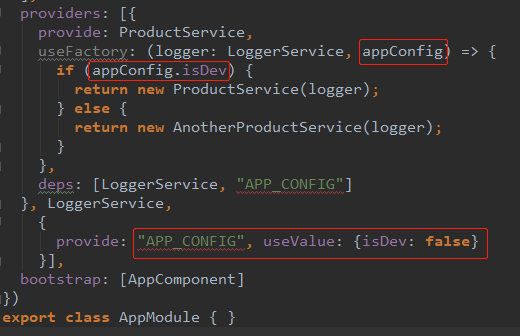 providers: [{
provide: ProductService,
useFactory: (logger: LoggerService, appConfig) => {
if (appConfig.isDev) {
return new ProductService(logger);
} else {
return new AnotherProductService(logger);
}
},
deps: [LoggerService, "APP_CONFIG"]
}, LoggerService,
{
provide: "APP_CONFIG", useValue: {isDev: false}
}],
bootstrap: [AppComponent]
})
export class AppModule { }